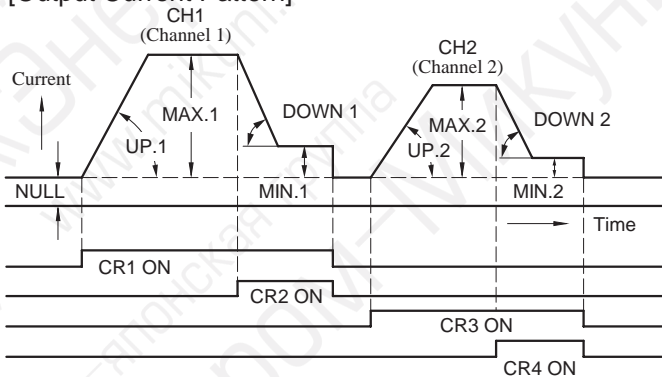 [Output Current Pattern]
CH1
(Channel 1)
CH2
(Channel 2)
Current
MAX.1
DOWN 1
UP.1
MAX.2
DOWN 2
UP.2
NULL
MIN.1
MIN.2
Time
CR1 ON
CR2 ON
CR3 ON
CR4 ON